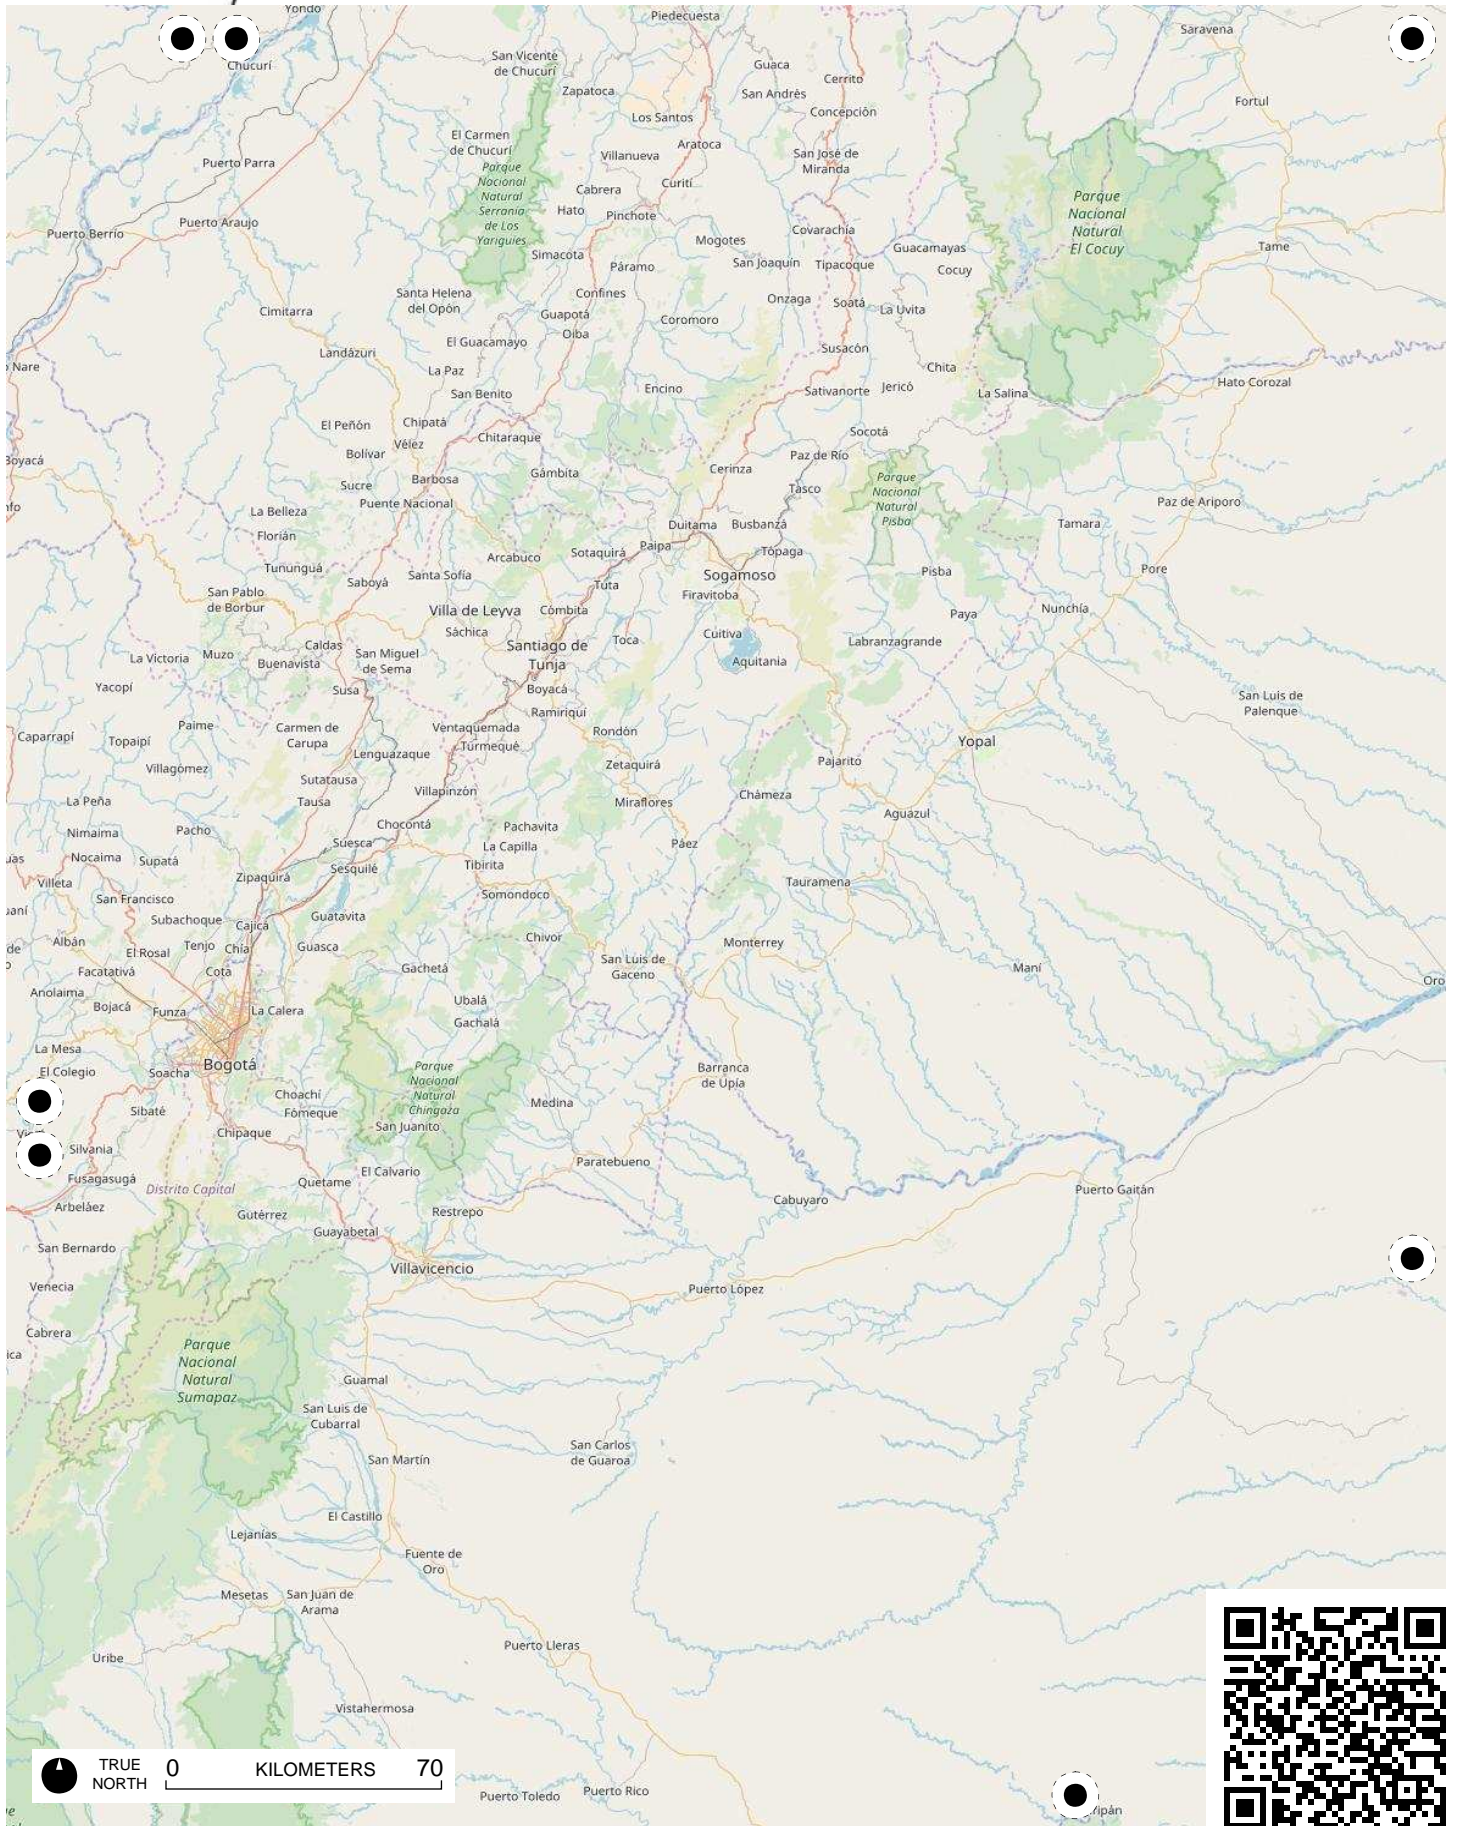 Yondó
Piedecuesta
Saravena
San Vicente
de Chucurí
Chucurí
Guaca
Cerrito
Zapatoca
San Andrés
Fortul
Los Santos
Concepción
El Carmen
de Chucurí
Aratoca
Puerto Parra
Villanueva
San José de
Miranda
Parque
Nacional
Natural
Serranía
de Los
Yariguíes
Cabrera
Curití
Parque
Nacional
Natural
El Cocuy
Hato
Pinchote
Puerto Araujo
Puerto Berrío
Covarachía
Mogotes
Guacamayas
Tame
Simacota
Páramo
San Joaquín
Tipacoque
Cocuy
Santa Helena
del Opón
Confines
Onzaga
Soatá
La Uvita
Cimitarra
Guapotá
Coromoro
Oiba
El Guacamayo
Landázuri
Susacón
o Nare
La Paz
Chita
Hato Corozal
San Benito
Encino
Sativanorte
Jericó
La Salina
El Peñón
Chipatá
Socotá
Vélez
Chitaraque
Bolívar
Paz de Río
Boyacá
Gámbita
Cerinza
Sucre
Barbosa
Tasco
Parque
Nacional
Natural
Pisba
Puente Nacional
Paz de Ariporo
nfo
La Belleza
Duitama
Busbanzá
Tamara
Florián
Paipa
Arcabuco
Sotaquirá
Tópaga
Tununguá
Saboyá
Santa Sofía
Sogamoso
Pisba
Pore
Tuta
San Pablo
de Borbur
Firavitoba
Villa de Leyva
Cómbita
Paya
Nunchía
Sáchica
Toca
Cuítiva
Labranzagrande
Caldas
Santiago de
Tunja
La Victoria
Muzo
Buenavista
San Miguel
de Sema
Aquitania
Yacopí
Susa
Boyacá
San Luis de
Palenque
Ramiriquí
Paime
Carmen de
Carupa
Ventaquemada
Rondón
Caparrapí
Topaipí
Turmequé
Yopal
Lenguazaque
Villagómez
Zetaquirá
Pajarito
Sutatausa
Villapinzón
La Peña
Tausa
Miraflores
Chámeza
Aguazul
Nimaima
Pacho
Chocontá
Pachavita
Suesca
La Capilla
Páez
uas
Nocaima
Supatá
Tibirita
Sesquilé
Villeta
Zipaquirá
Tauramena
San Francisco
Somondoco
uaní
Subachoque
Cajicá
Guatavita
Albán
Tenjo
Chía
Guasca
Chivor
Monterrey
de
El Rosal
o
Facatativá
Cota
Gachetá
San Luis de
Gaceno
Maní
Oro
Anolaima
Bojacá
Funza
La Calera
Ubalá
Gachalá
La Mesa
Bogotá
El Colegio
Soacha
Parque
Nacional
Natural
Chingaza
Barranca
de Upía
Choachí
Sibaté
Fómeque
Medina
Chipaque
San Juanito
Silvania
Fusagasugá
El Calvario
Paratebueno
Distrito Capital
Quetame
Puerto Gaitán
Arbeláez
Cabuyaro
Gutérrez
Restrepo
Guayabetal
San Bernardo
Villavicencio
Venecia
Puerto López
Cabrera
ica
Parque
Nacional
Natural
Sumapaz
Guamal
San Luis de
Cubarral
San Carlos
de Guaroa
San Martín
El Castillo
Lejanías
Fuente de
Oro
Mesetas
San Juan de
Arama
Puerto Lleras
Uribe
Vistahermosa
TRUE
NORTH
0 KILOMETERS 70
Puerto Toledo
Puerto Rico
ripán